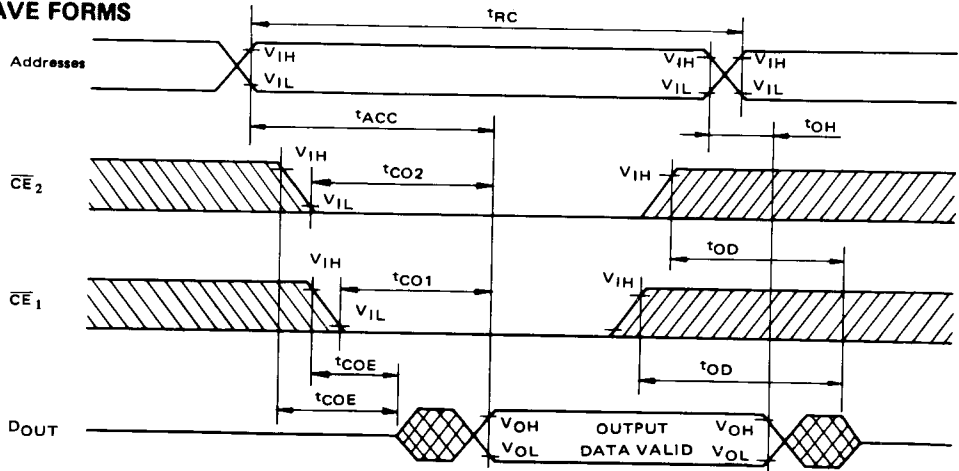 AVE FORMS
tRC
Addresses
VIH
VIL
VIH
VIL
VIH
VIL
tACC
tOH
CE2
VIH
VIL
tCO2
VIH
tOD
CE1
VIH
VIL
tCO1
VIH
tCOE
tOD
tCOE
DOUT
VOH
VOL
OUTPUT
DATA VALID
VOH
VOL